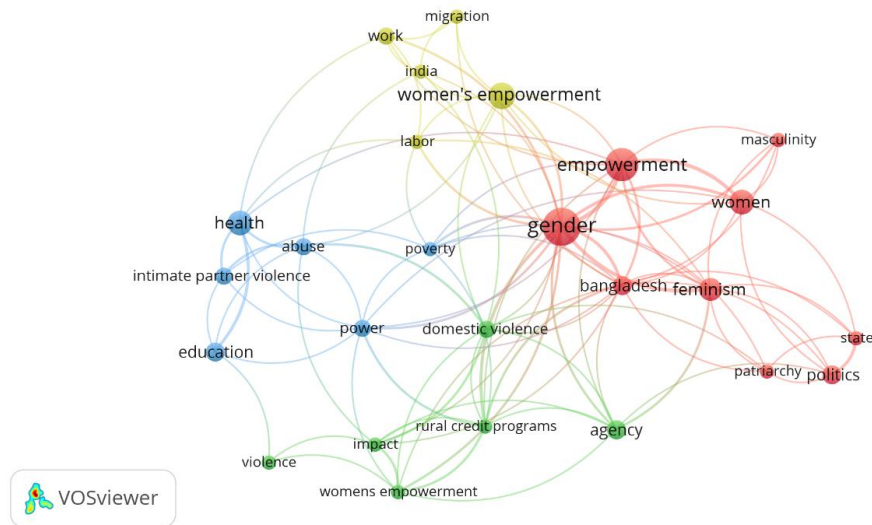 migration
work
india
women's empowerment
labor
masculinity
empowerment
women
health
gender
abuse
poverty
intimate partner violence
bangladesh
feminism
power
domestic violence
state
education
patriarchy
politics
rural credit programs
agency
impact
violence
womens empowerment
VOSviewer